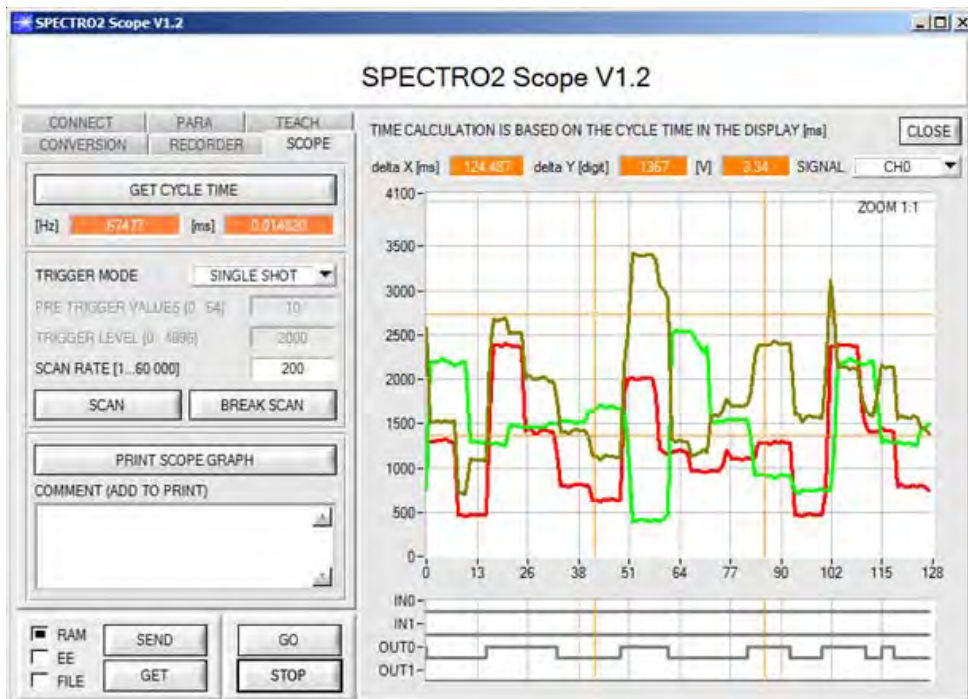 SPECTRO2 Scope V1.2
SPECTRO2 Scope V1.2
CONNECT PARA TEACH
CONVERSION RECORDER SCOPE
GET CYCLE TIME
[Hz] 67477 [ms] 0.014820
TRIGGER MODE SINGLE SHOT
PRE TRIGGER VALUES (0..64) 10
TRIGGER LEVEL (0..4096) 2000
SCAN RATE [1...60 000] 200
SCAN BREAK SCAN
PRINT SCOPE GRAPH
COMMENT (ADD TO PRINT)
RAM
EE
FILE
SEND GO
GET STOP
TIME CALCULATION IS BASED ON THE CYCLE TIME IN THE DISPLAY [ms]
CLOSE
delta X [ms] 124.487 delta Y [digit] 1367 [V] 3.34 SIGNAL CH0
ZOOM 1:1
4100
3500
3000
2500
2000
1500
1000
500
0
0 13 26 38 51 64 77 90 102 115 128
IN0
IN1
OUT0
OUT1